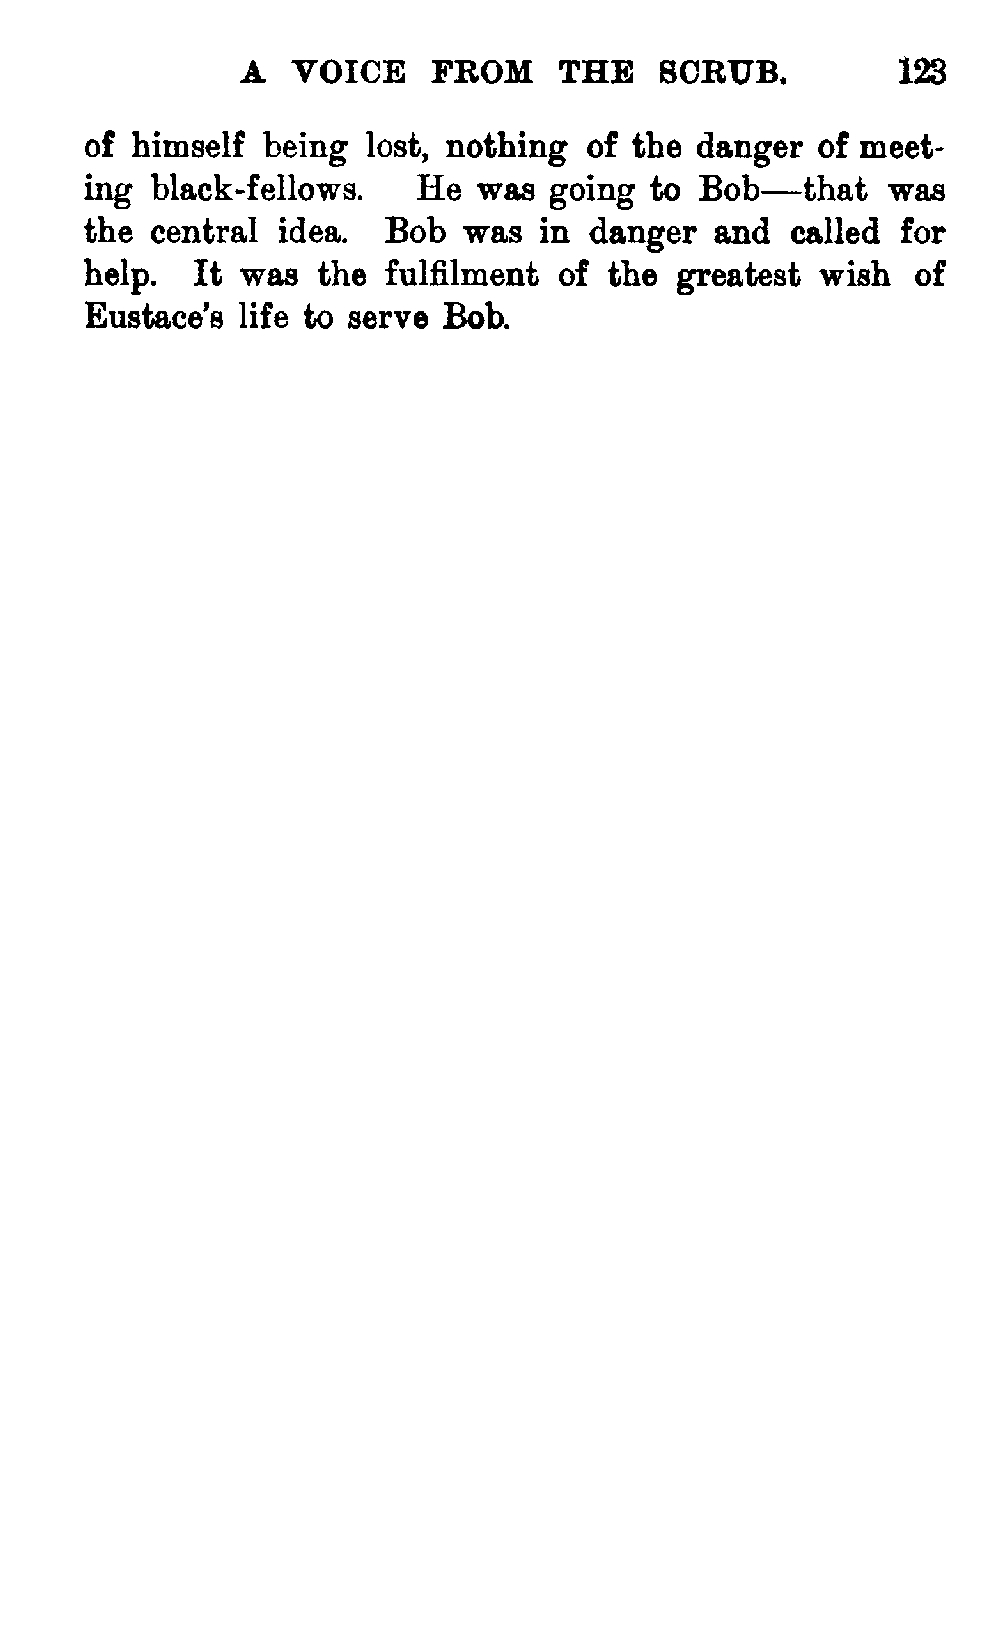 A VOICE FROM THE SCRUB. 123
of himself being lost, nothing of the danger of meet-
ing black-fellows. He was going to Bob—that was
the central idea. Bob was in danger and called for
help. It was the fulfilment of the greatest wish of
Eustace's life to serve Bob.